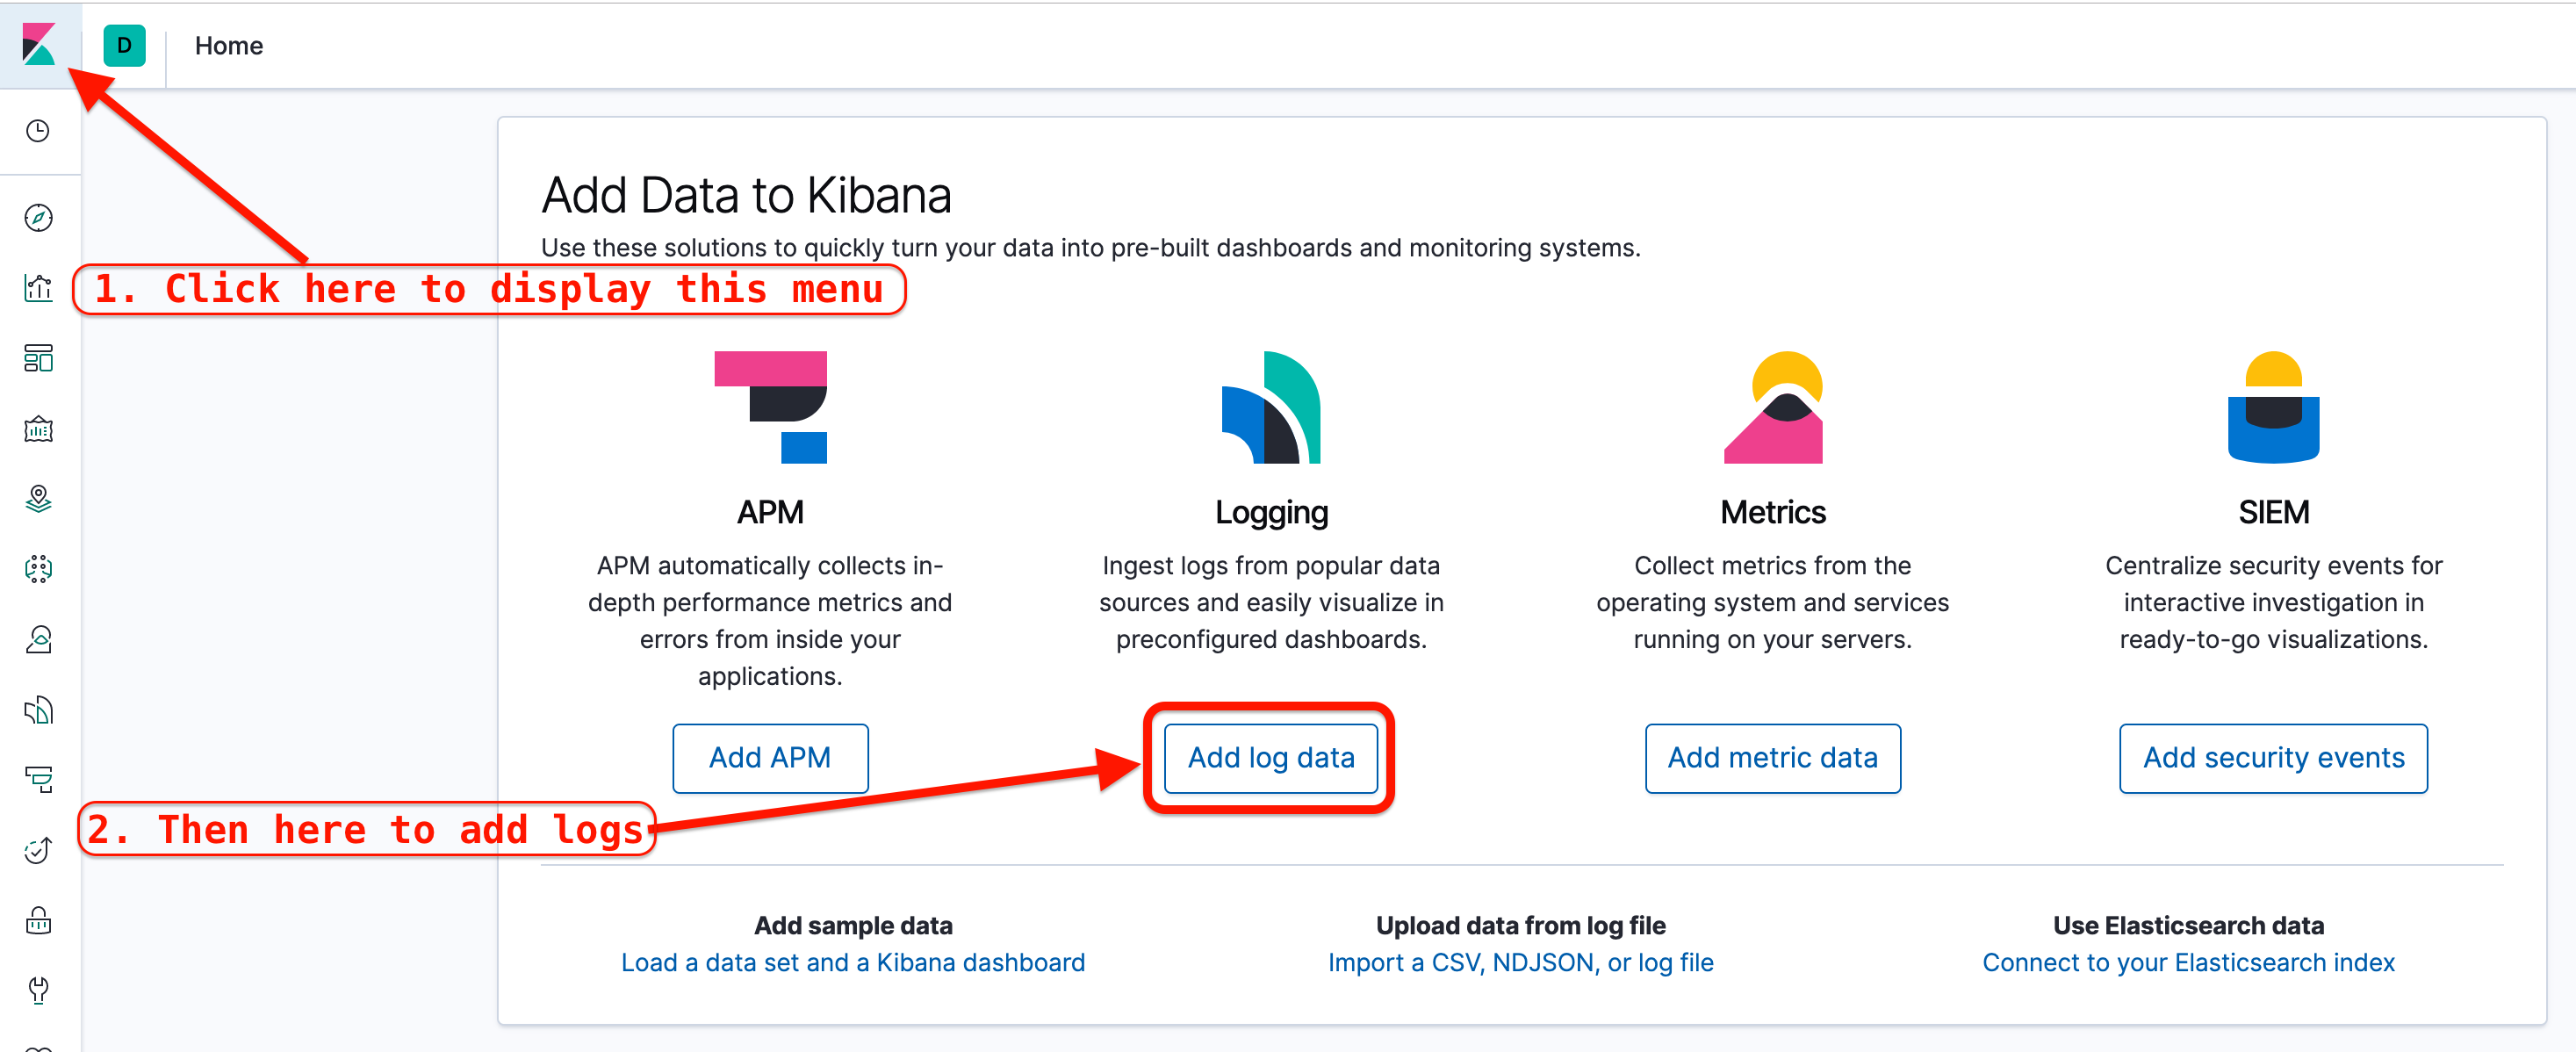 D
Home
Add Data to Kibana
Use these solutions to quickly turn your data into pre-built dashboards and monitoring systems.
1. Click here to display this menu
APM
APM automatically collects in-
depth performance metrics and
errors from inside your
applications.
Add APM
Logging
Ingest logs from popular data
sources and easily visualize in
preconfigured dashboards.
Add log data
Metrics
Collect metrics from the
operating system and services
running on your servers.
Add metric data
SIEM
Centralize security events for
interactive investigation in
ready-to-go visualizations.
Add security events
2. Then here to add logs
Add sample data
Load a data set and a Kibana dashboard
Upload data from log file
Import a CSV, NDJSON, or log file
Use Elasticsearch data
Connect to your Elasticsearch index